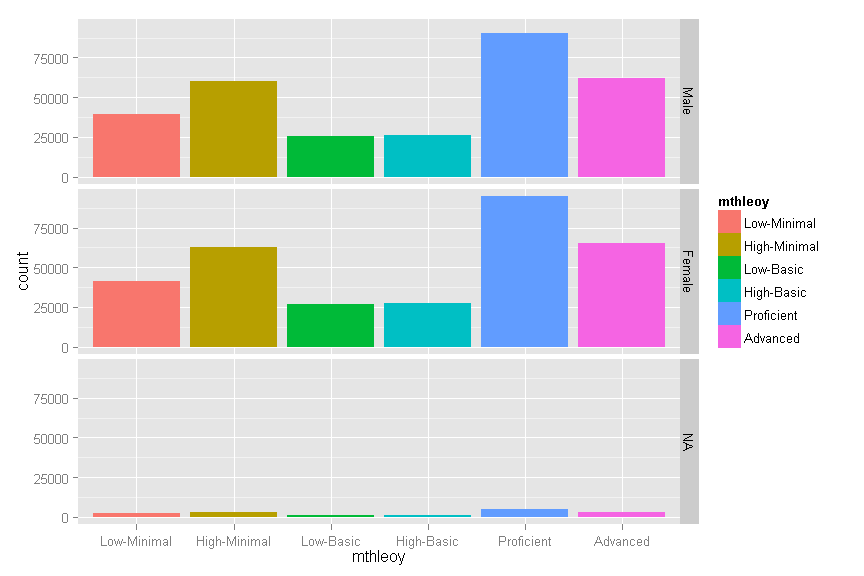 75000
50000
25000
0
Male
75000
50000
25000
0
Female
75000
50000
25000
0
NA
count
Low-Minimal
High-Minimal
Low-Basic
High-Basic
Proficient
Advanced
mthleoy
mthleoy
Low-Minimal
High-Minimal
Low-Basic
High-Basic
Proficient
Advanced